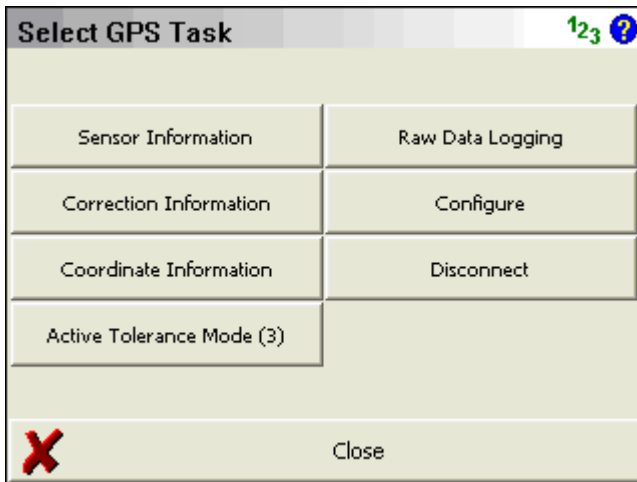 Select GPS Task
123 ?
Sensor Information
Raw Data Logging
Correction Information
Configure
Coordinate Information
Disconnect
Active Tolerance Mode (3)
Close